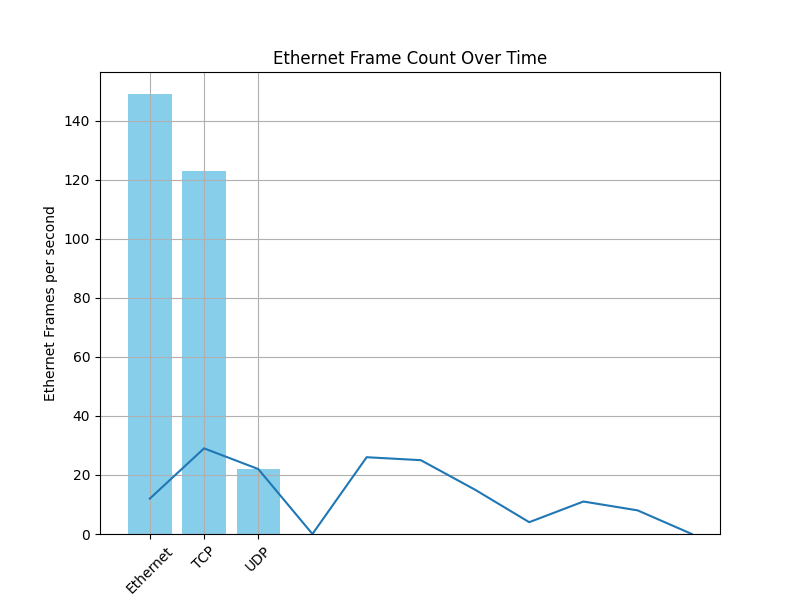 Ethernet Frame Count Over Time
Ethernet Frames per second
140
120
100
80
60
40
20
0
Ethernet
TCP
UDP